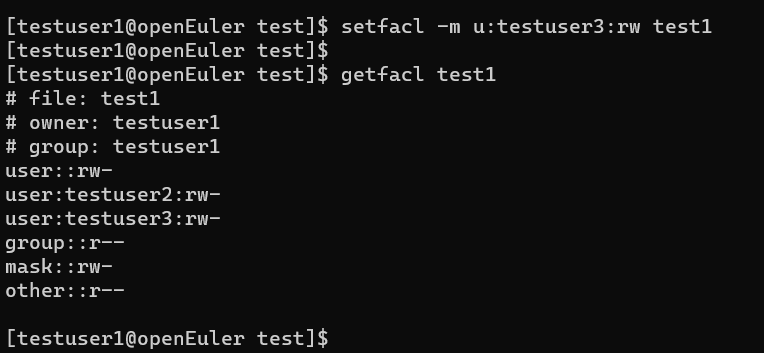 [testuser1@openEuler test]$ setfacl -m u:testuser3:rw test1
[testuser1@openEuler test]$
[testuser1@openEuler test]$ getfacl test1
# file: test1
# owner: testuser1
# group: testuser1
user::rw-
user:testuser2:rw-
user:testuser3:rw-
group::r--
mask::rw-
other::r--
[testuser1@openEuler test]$